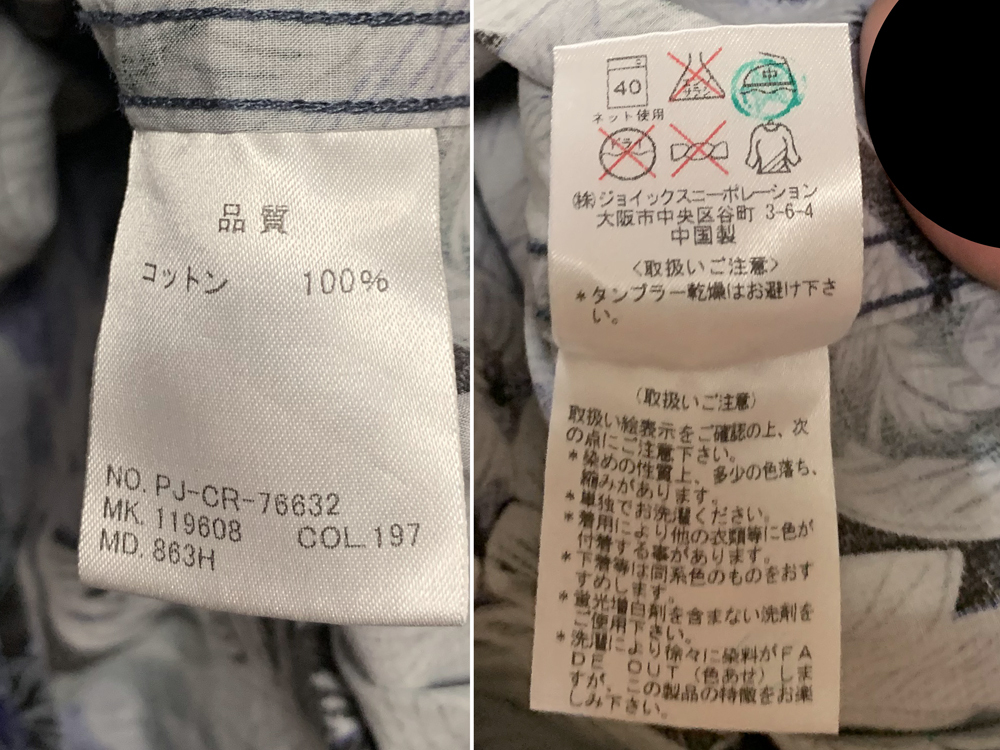 品質
コットン 100%
NO. PJ-CR-76632
MK. 119608 COL.197
MD. 863H
40
エンソ
サラシ
中
ネット使用
ドライ
㈱ジョイックスコーポレーション
大阪市中央区谷町 3-6-4
中国製
〈取扱いご注意〉
*タンブラー乾燥はお避け下さ
い。
(取扱いご注意)
取扱い絵表示をご確認の上、次
の点にご注意下さい。
*染めの性質上、多少の色落ち、
縮みがあります。
*単独でお洗濯ください。
*着用により他の衣類等に色が
付着する事があります。
*下着等は同系色のものをおす
すめします。
*蛍光増白剤を含まない洗剤を
ご使用下さい。
*洗濯により徐々に染料がFA
DE OUT(色あせ)しま
すが、この製品の特徴をお楽
しみ下さい。